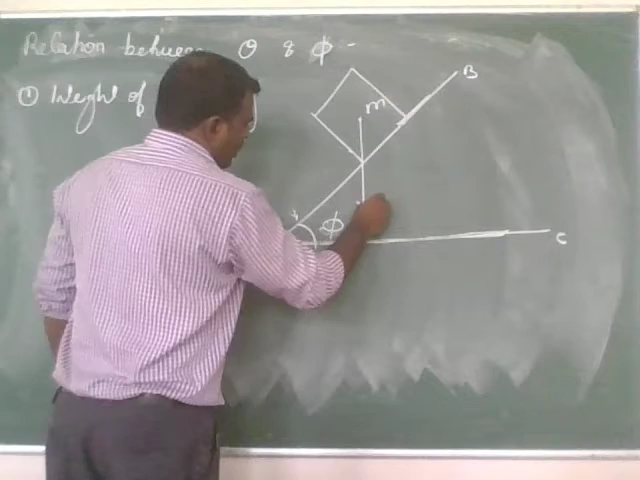 Relation between θ & φ -
① Weight of
m
B
φ
C